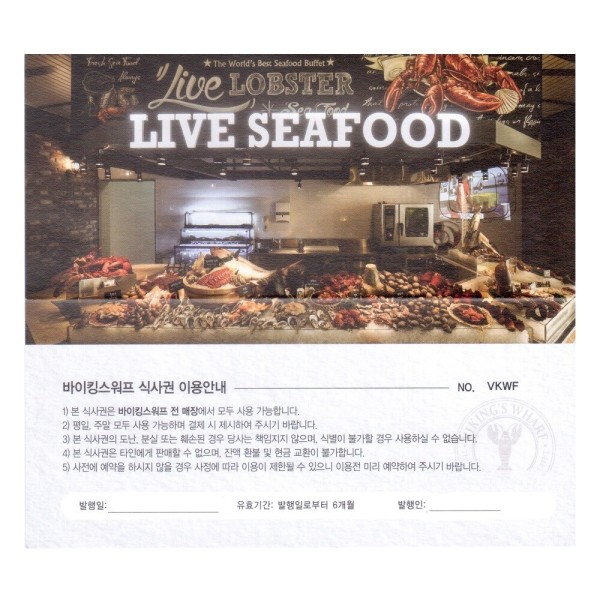 Fresh Sea Food
Always
★ The World's Best Seafood Buffet ★
"Live LOBSTER
Sea Food
LIVE SEAFOOD
바이킹스워프 식사권 이용안내 NO. VKWF
1) 본 식사권은 바이킹스워프 전 매장에서 모두 사용 가능합니다.
2) 평일, 주말 모두 사용 가능하며 결제 시 제시하여 주시기 바랍니다.
3) 본 식사권의 도난, 분실 또는 훼손된 경우 당사는 책임지지 않으며, 식별이 불가할 경우 사용하실 수 없습니다.
4) 본 식사권은 타인에게 판매할 수 없으며, 잔액 환불 및 현금 교환이 불가합니다.
5) 사전에 예약을 하시지 않을 경우 사정에 따라 이용이 제한될 수 있으니 이용전 미리 예약하여 주시기 바랍니다.
VIKING'S WHARF
발행일: 유효기간: 발행일로부터 6개월 발행인: